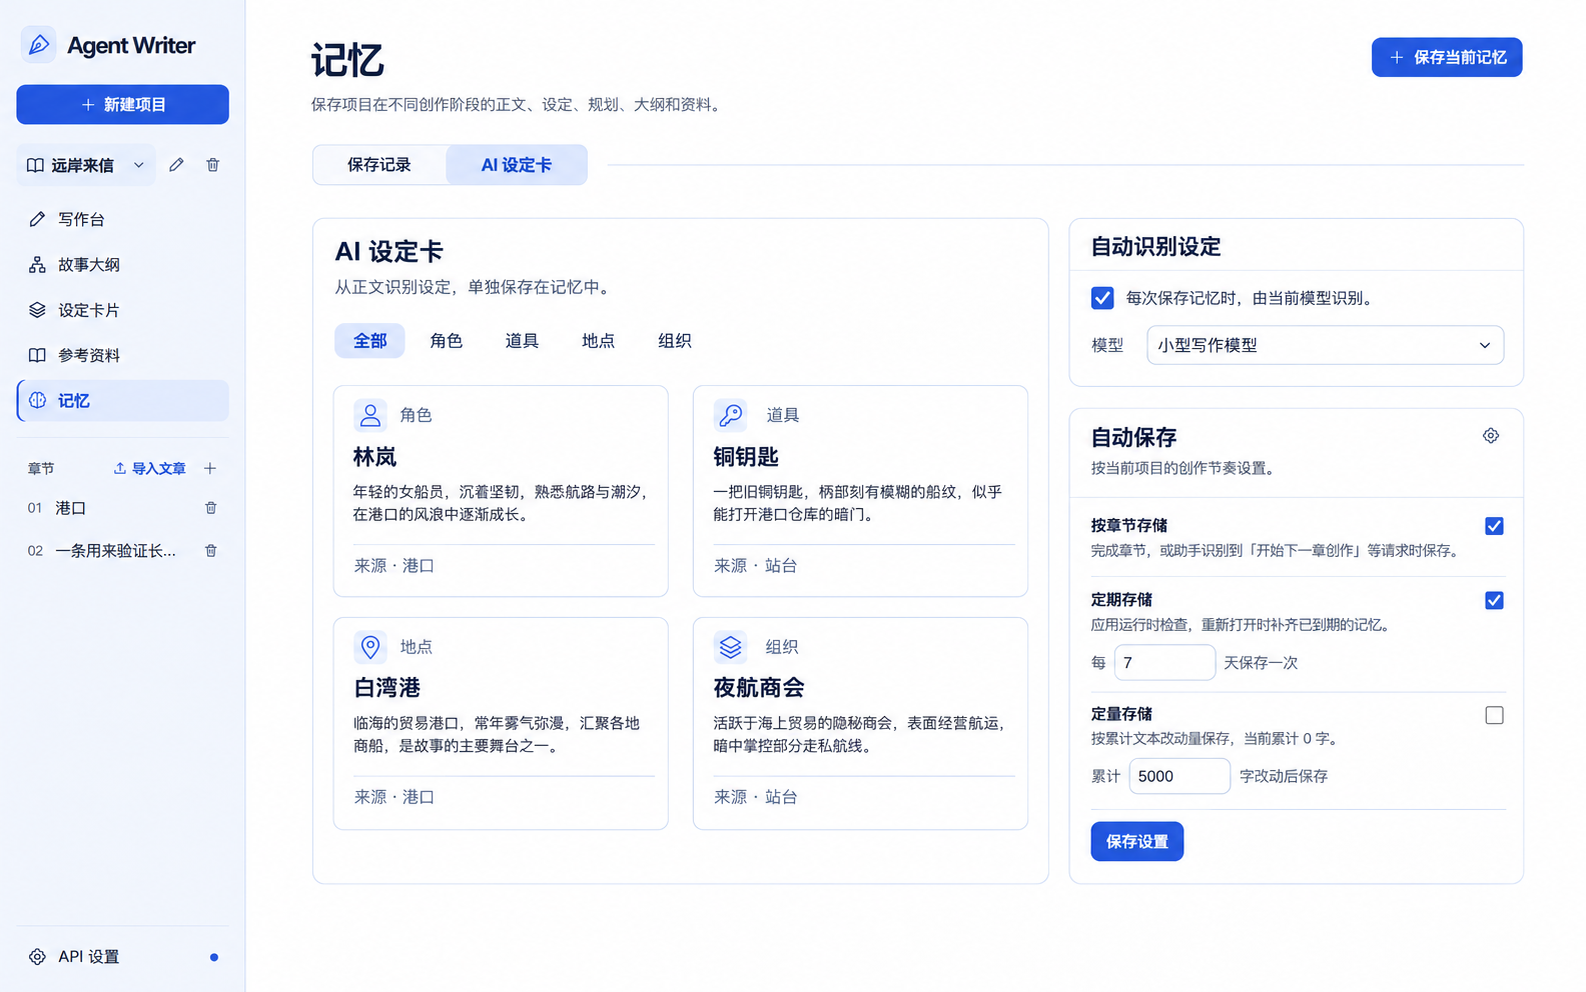 Agent Writer
新建项目
远岸来信
写作台
故事大纲
设定卡片
参考资料
记忆
章节
导入文章
01 港口
02 一条用来验证长...
API 设置
记忆
保存当前记忆
保存项目在不同创作阶段的正文、设定、规划、大纲和资料。
保存记录
AI 设定卡
AI 设定卡
从正文识别设定，单独保存在记忆中。
全部 角色 道具 地点 组织
角色
林岚
年轻的女船员，沉着坚韧，熟悉航路与潮汐，
在港口的风浪中逐渐成长。
来源 · 港口
道具
铜钥匙
一把旧铜钥匙，柄部刻有模糊的船纹，似乎
能打开港口仓库的暗门。
来源 · 站台
地点
白湾港
临海的贸易港口，常年雾气弥漫，汇聚各地
商船，是故事的主要舞台之一。
来源 · 港口
组织
夜航商会
活跃于海上贸易的隐秘商会，表面经营航运，
暗中掌控部分走私航线。
来源 · 站台
自动识别设定
每次保存记忆时，由当前模型识别。
模型 小型写作模型
自动保存
按当前项目的创作节奏设置。
按章节存储
完成章节，或助手识别到「开始下一章创作」等请求时保存。
定期存储
应用运行时检查，重新打开时补齐已到期的记忆。
每 7 天保存一次
定量存储
按累计文本改动量保存，当前累计 0 字。
累计 5000 字改动后保存
保存设置